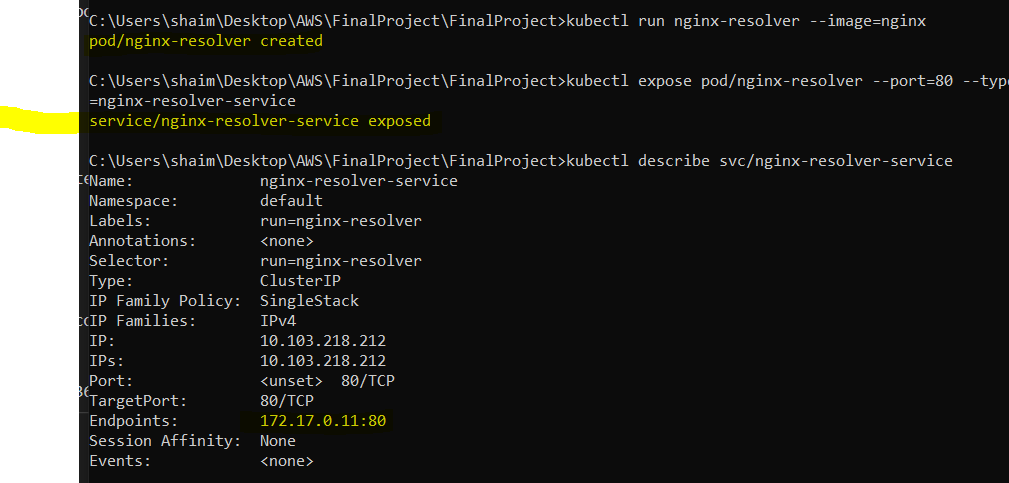 C:\Users\shaim\Desktop\AWS\FinalProject\FinalProject>kubectl run nginx-resolver --image=nginx
pod/nginx-resolver created
C:\Users\shaim\Desktop\AWS\FinalProject\FinalProject>kubectl expose pod/nginx-resolver --port=80 --type
=nginx-resolver-service
service/nginx-resolver-service exposed
C:\Users\shaim\Desktop\AWS\FinalProject\FinalProject>kubectl describe svc/nginx-resolver-service
Name: nginx-resolver-service
Namespace: default
Labels: run=nginx-resolver
Annotations: <none>
Selector: run=nginx-resolver
Type: ClusterIP
IP Family Policy: SingleStack
IP Families: IPv4
IP: 10.103.218.212
IPs: 10.103.218.212
Port: <unset> 80/TCP
TargetPort: 80/TCP
Endpoints: 172.17.0.11:80
Session Affinity: None
Events: <none>